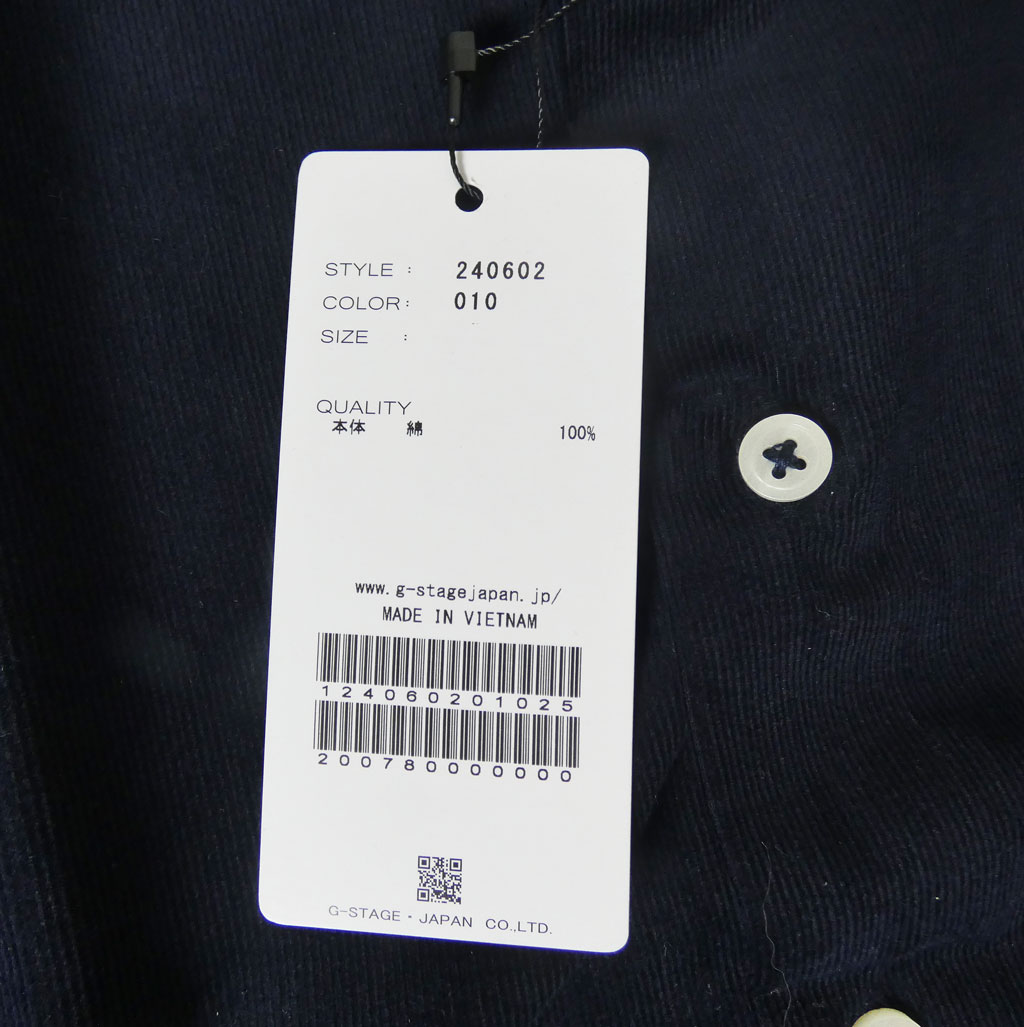 STYLE : 240602
COLOR: 010
SIZE :
QUALITY
本体 綿 100%
www.g-stagejapan.jp/
MADE IN VIETNAM
124060201025
200780000000
G-STAGE・JAPAN CO.,LTD.